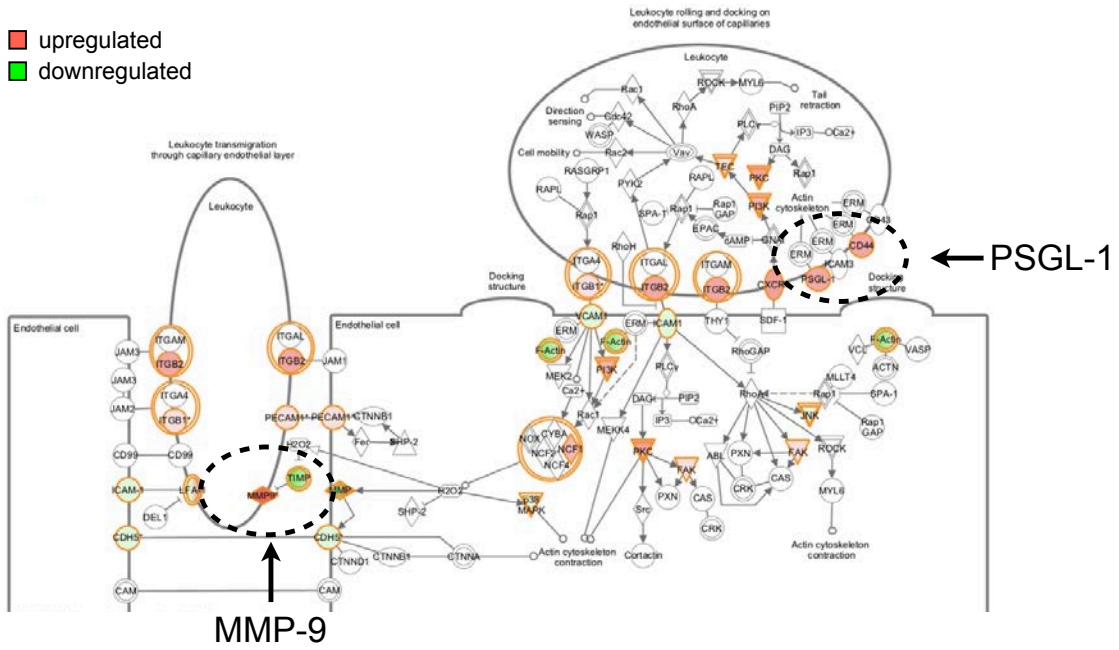 upregulated
downregulated
Leukocyte rolling and docking on
endothelial surface of capillaries
Leukocyte
ROCK
MYL6
Tail
retraction
Rac1
RhoA
Direction
sensing
Cdc42
WASP
PLCγ
PIP2
IP3
Ca2+
DAG
Rap1
Cell mobility
Rac2
Vav
TEC
PKC
RASGRP1
RAPL
PYK2
RAPL
PI3K
Actin
cytoskeleton
ERM
CD43
ERM
Rap1
SPA-1
Rap1
Rap1
GAP
EPAC
cAMP
GNAI
ERM
ERM
CD44
ICAM3
PSGL-1
RhoH
ITGA4
ITGB1*
ITGAL
ITGB2
ITGAM
ITGB2
CXCR
PSGL-1
Docking
structure
Docking
structure
Leukocyte transmigration
through capillary endothelial layer
Leukocyte
Endothelial cell
Endothelial cell
VCAM1
ICAM1
THY1
SDF-1
ERM
ERM
F-Actin
F-Actin
PI3K
MEK2
Ca2+
Rac1
MEKK4
PLCγ
DAG
PIP2
IP3
Ca2+
RhoGAP
RhoA4
Rap1
MLLT4
SPA-1
Rap1
GAP
VCL
F-Actin
VASP
ACTN
JNK
JAM3
ITGAM
ITGB2
ITGAL
ITGB2
JAM1
JAM3
JAM2
ITGA4
ITGB1*
PECAM1*
PECAM1*
CTNNB1
Fer
SHP-2
CD99
CD99
H2O2
NOX
CYBA
NCF2
NCF1
NCF4
PKC
FAK
PXN
CAS
CRK
ABL
PXN
FAK
ROCK
CRK
CAS
MYL6
ICAM-1
LFA-1
DEL1
MMP9*
TIMP
MMP
H2O2
SHP-2
p38
MAPK
Src
Cortactin
CDH5*
CDH5*
CTNND1
CTNNB1
CTNNA
Actin cytoskeleton
contraction
Actin cytoskeleton
contraction
CAM
CAM
MMP-9